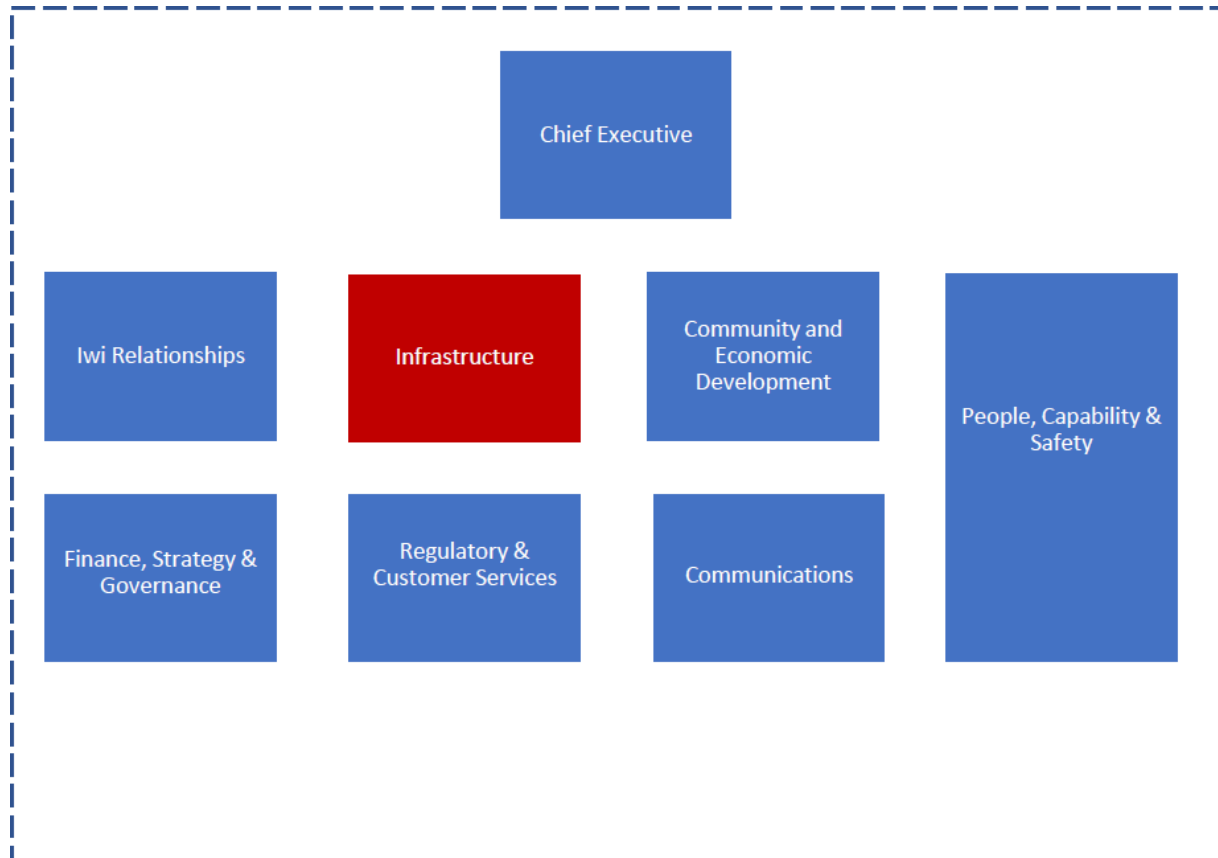 Chief Executive
Iwi Relationships
Infrastructure
Community and
Economic
Development
People, Capability &
Safety
Finance, Strategy &
Governance
Regulatory &
Customer Services
Communications